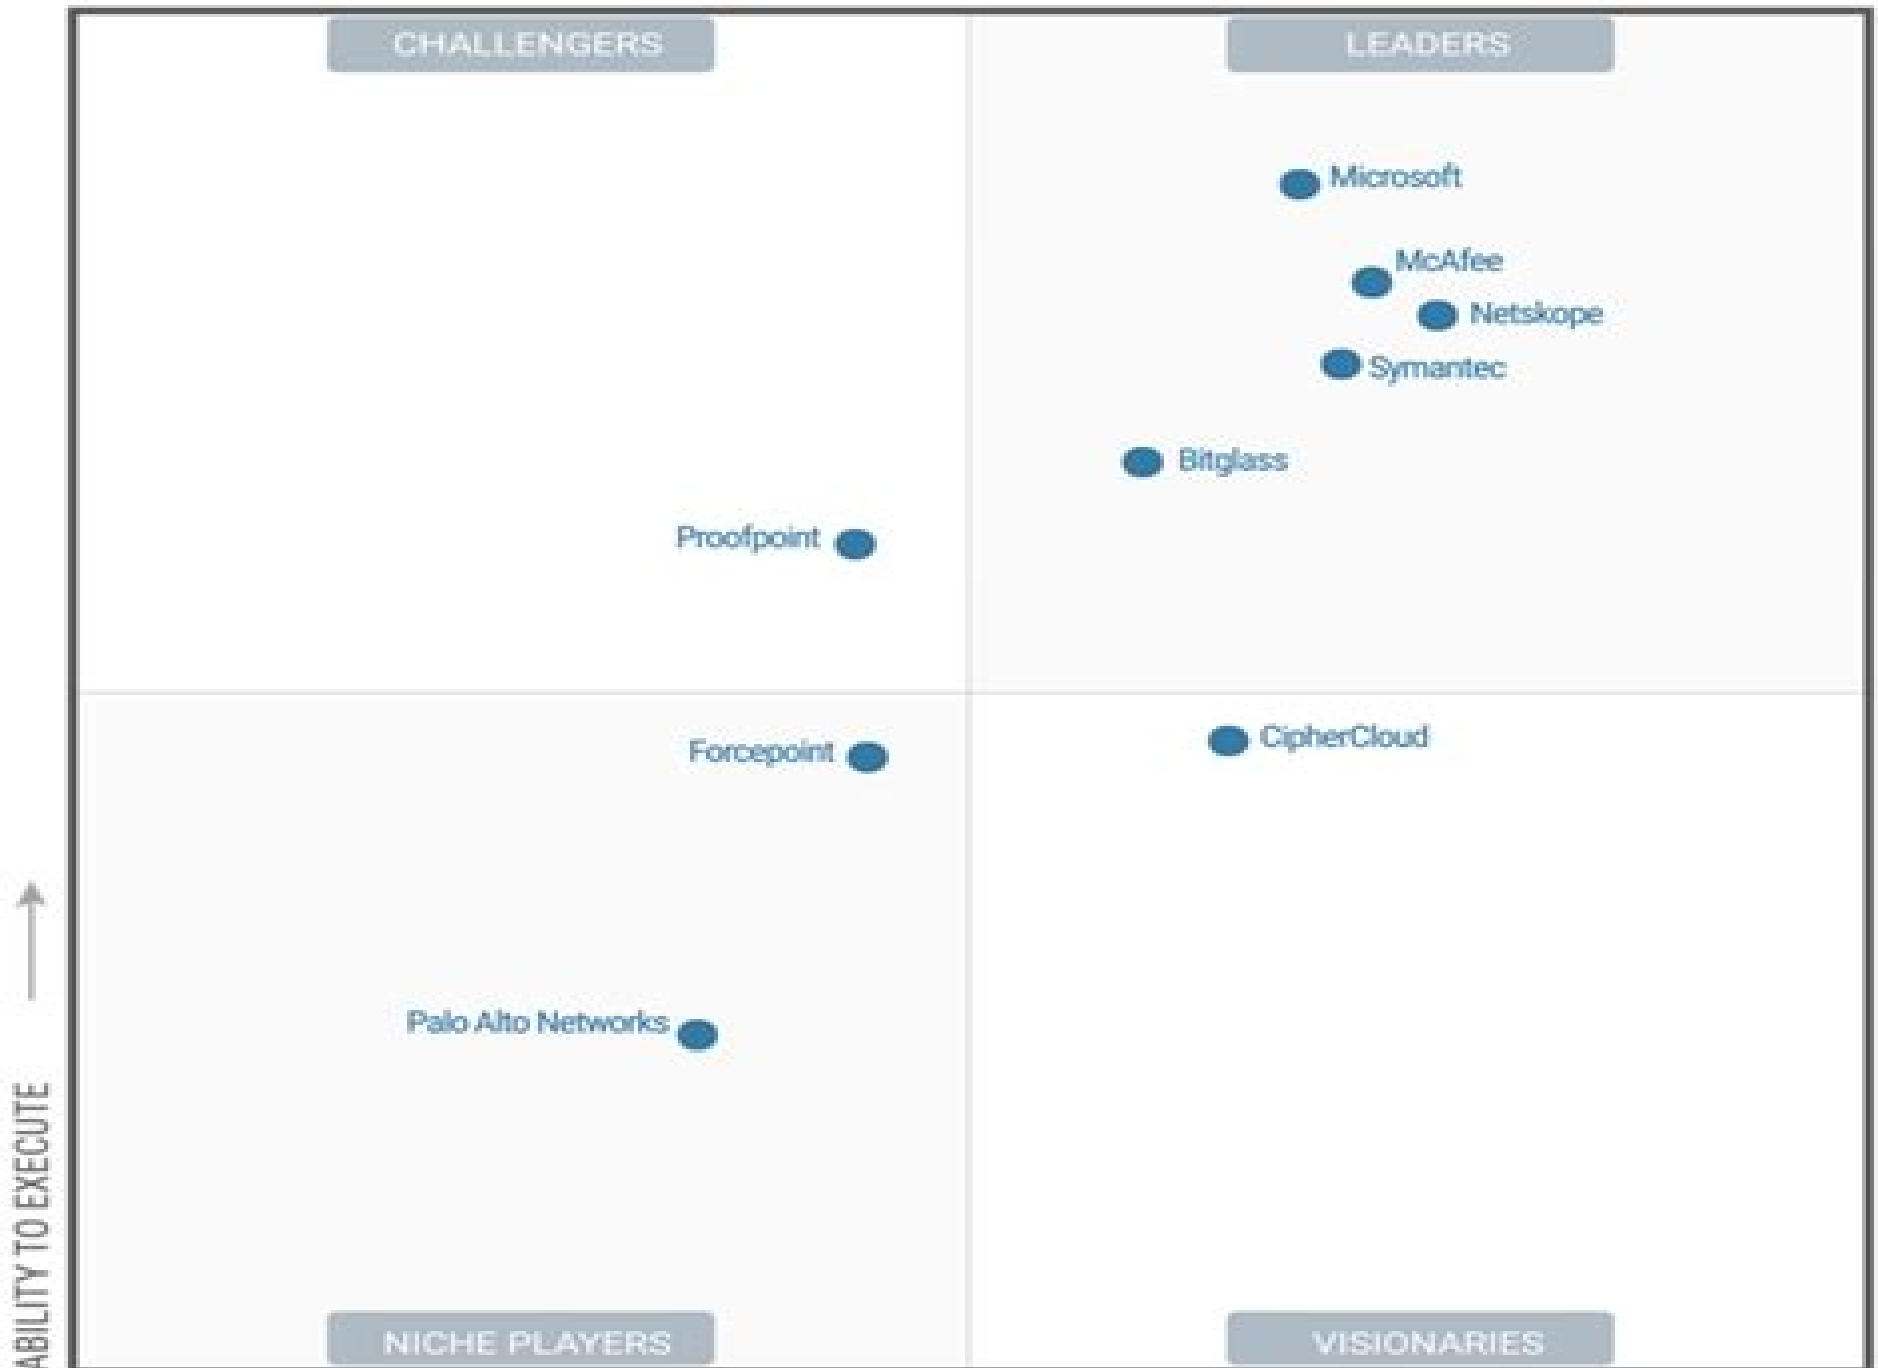 CHALLENGERS
LEADERS
Microsoft
McAfee
Netskope
Symantec
Bitglass
Proofpoint
Forcepoint
CipherCloud
Palo Alto Networks
ABILITY TO EXECUTE
NICHE PLAYERS
VISIONARIES